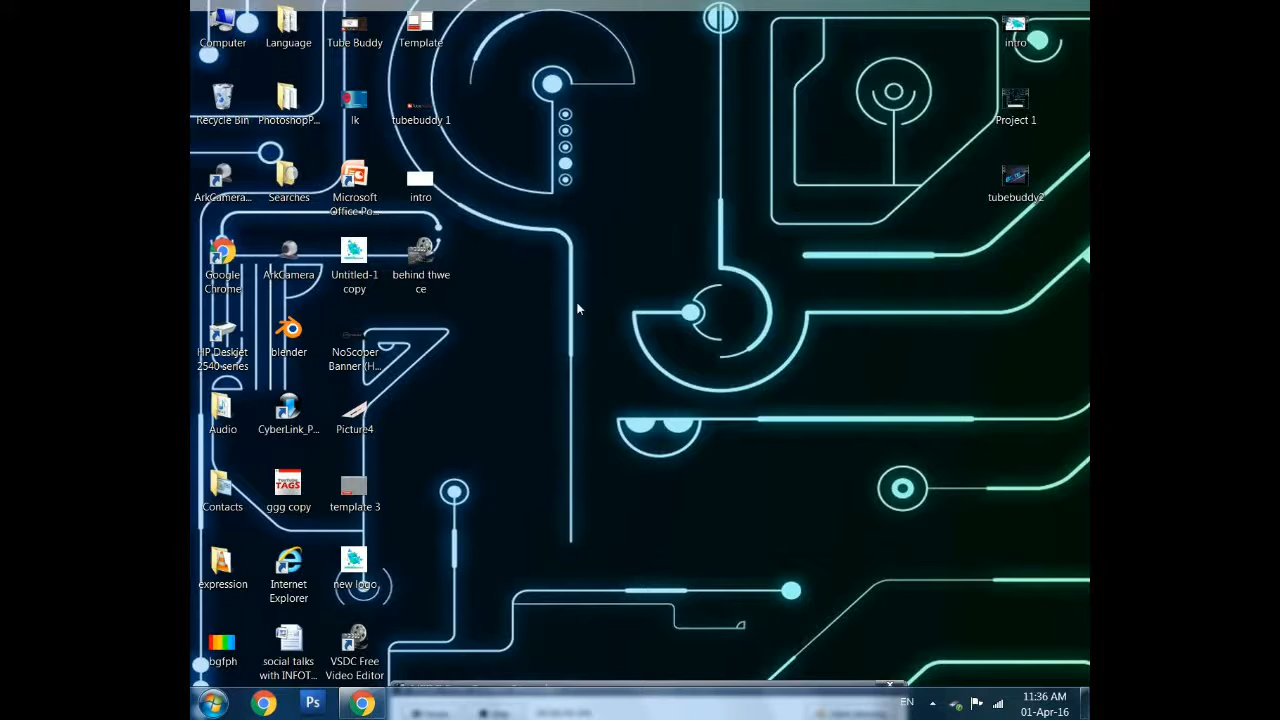 Computer
Language
Tube Buddy
Template
intro
Recycle Bin
PhotoshopP...
lk
tubebuddy 1
Project 1
ArkCamera...
Searches
Microsoft
Office Po...
intro
tubebuddy2
Google
Chrome
ArkCamera
Untitled-1
copy
behind thwe
ce
HP Deskjet
2540 series
blender
NoScoper
Banner (H...
Audio
CyberLink_P...
Picture4
Contacts
YouTube
TAGS
ggg copy
template 3
expression
Internet
Explorer
new logo
bgfph
social talks
with INFOT...
VSDC Free
Video Editor
Ps
EN
11:36 AM
01-Apr-16